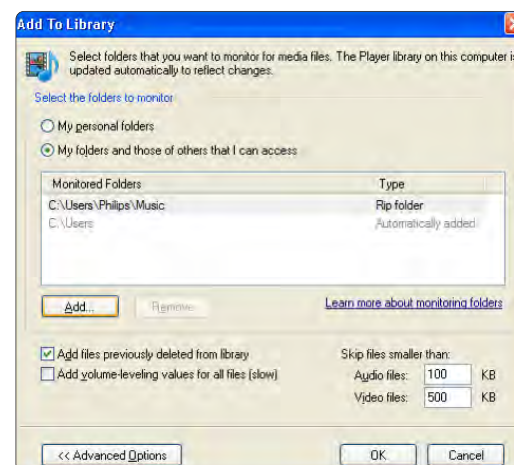 Add To Library
Select folders that you want to monitor for media files. The Player library on this computer is
updated automatically to reflect changes.
Select the folders to monitor
My personal folders
My folders and those of others that I can access
Monitored Folders Type
C:\Users\Philips\Music Rip folder
C:\Users Automatically added
Add... Remove Learn more about monitoring folders
Add files previously deleted from library Skip files smaller than:
Add volume-leveling values for all files (slow) Audio files: 100 KB
Video files: 500 KB
<< Advanced Options OK Cancel